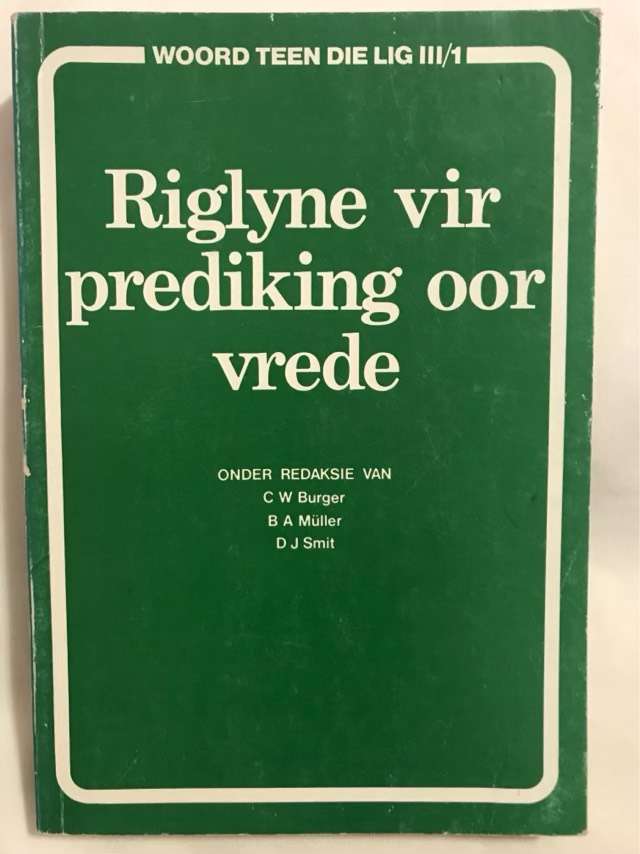 WOORD TEEN DIE LIG III/1
Riglyne vir
prediking oor
vrede
ONDER REDAKSIE VAN
C W Burger
B A Müller
D J Smit